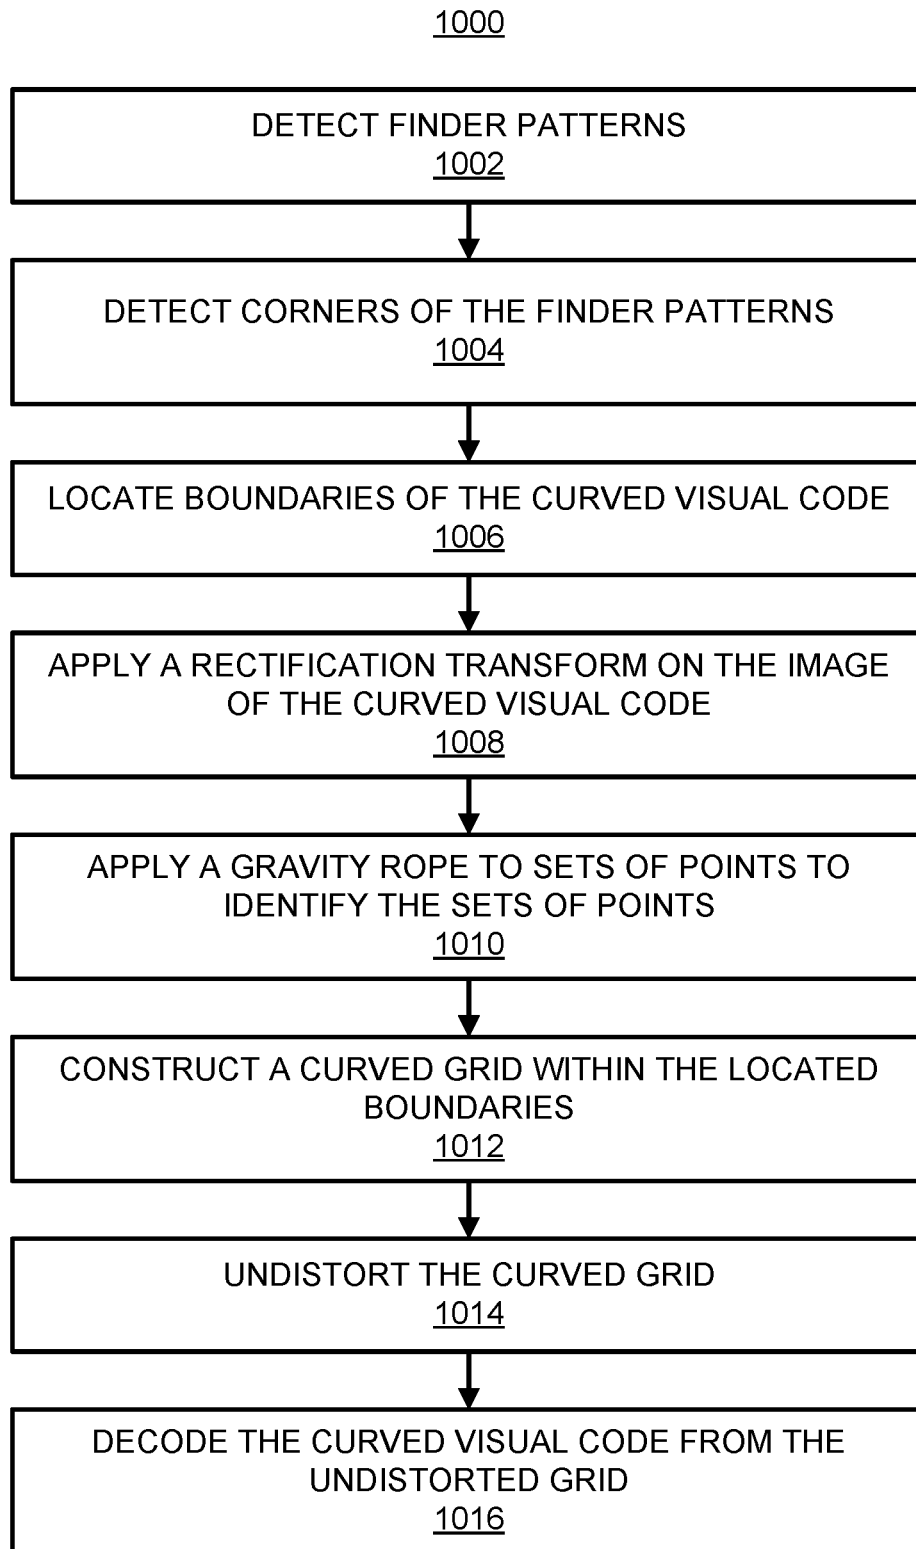 1000
DETECT FINDER PATTERNS
1002
DETECT CORNERS OF THE FINDER PATTERNS
1004
LOCATE BOUNDARIES OF THE CURVED VISUAL CODE
1006
APPLY A RECTIFICATION TRANSFORM ON THE IMAGE
OF THE CURVED VISUAL CODE
1008
APPLY A GRAVITY ROPE TO SETS OF POINTS TO
IDENTIFY THE SETS OF POINTS
1010
CONSTRUCT A CURVED GRID WITHIN THE LOCATED
BOUNDARIES
1012
UNDISTORT THE CURVED GRID
1014
DECODE THE CURVED VISUAL CODE FROM THE
UNDISTORTED GRID
1016